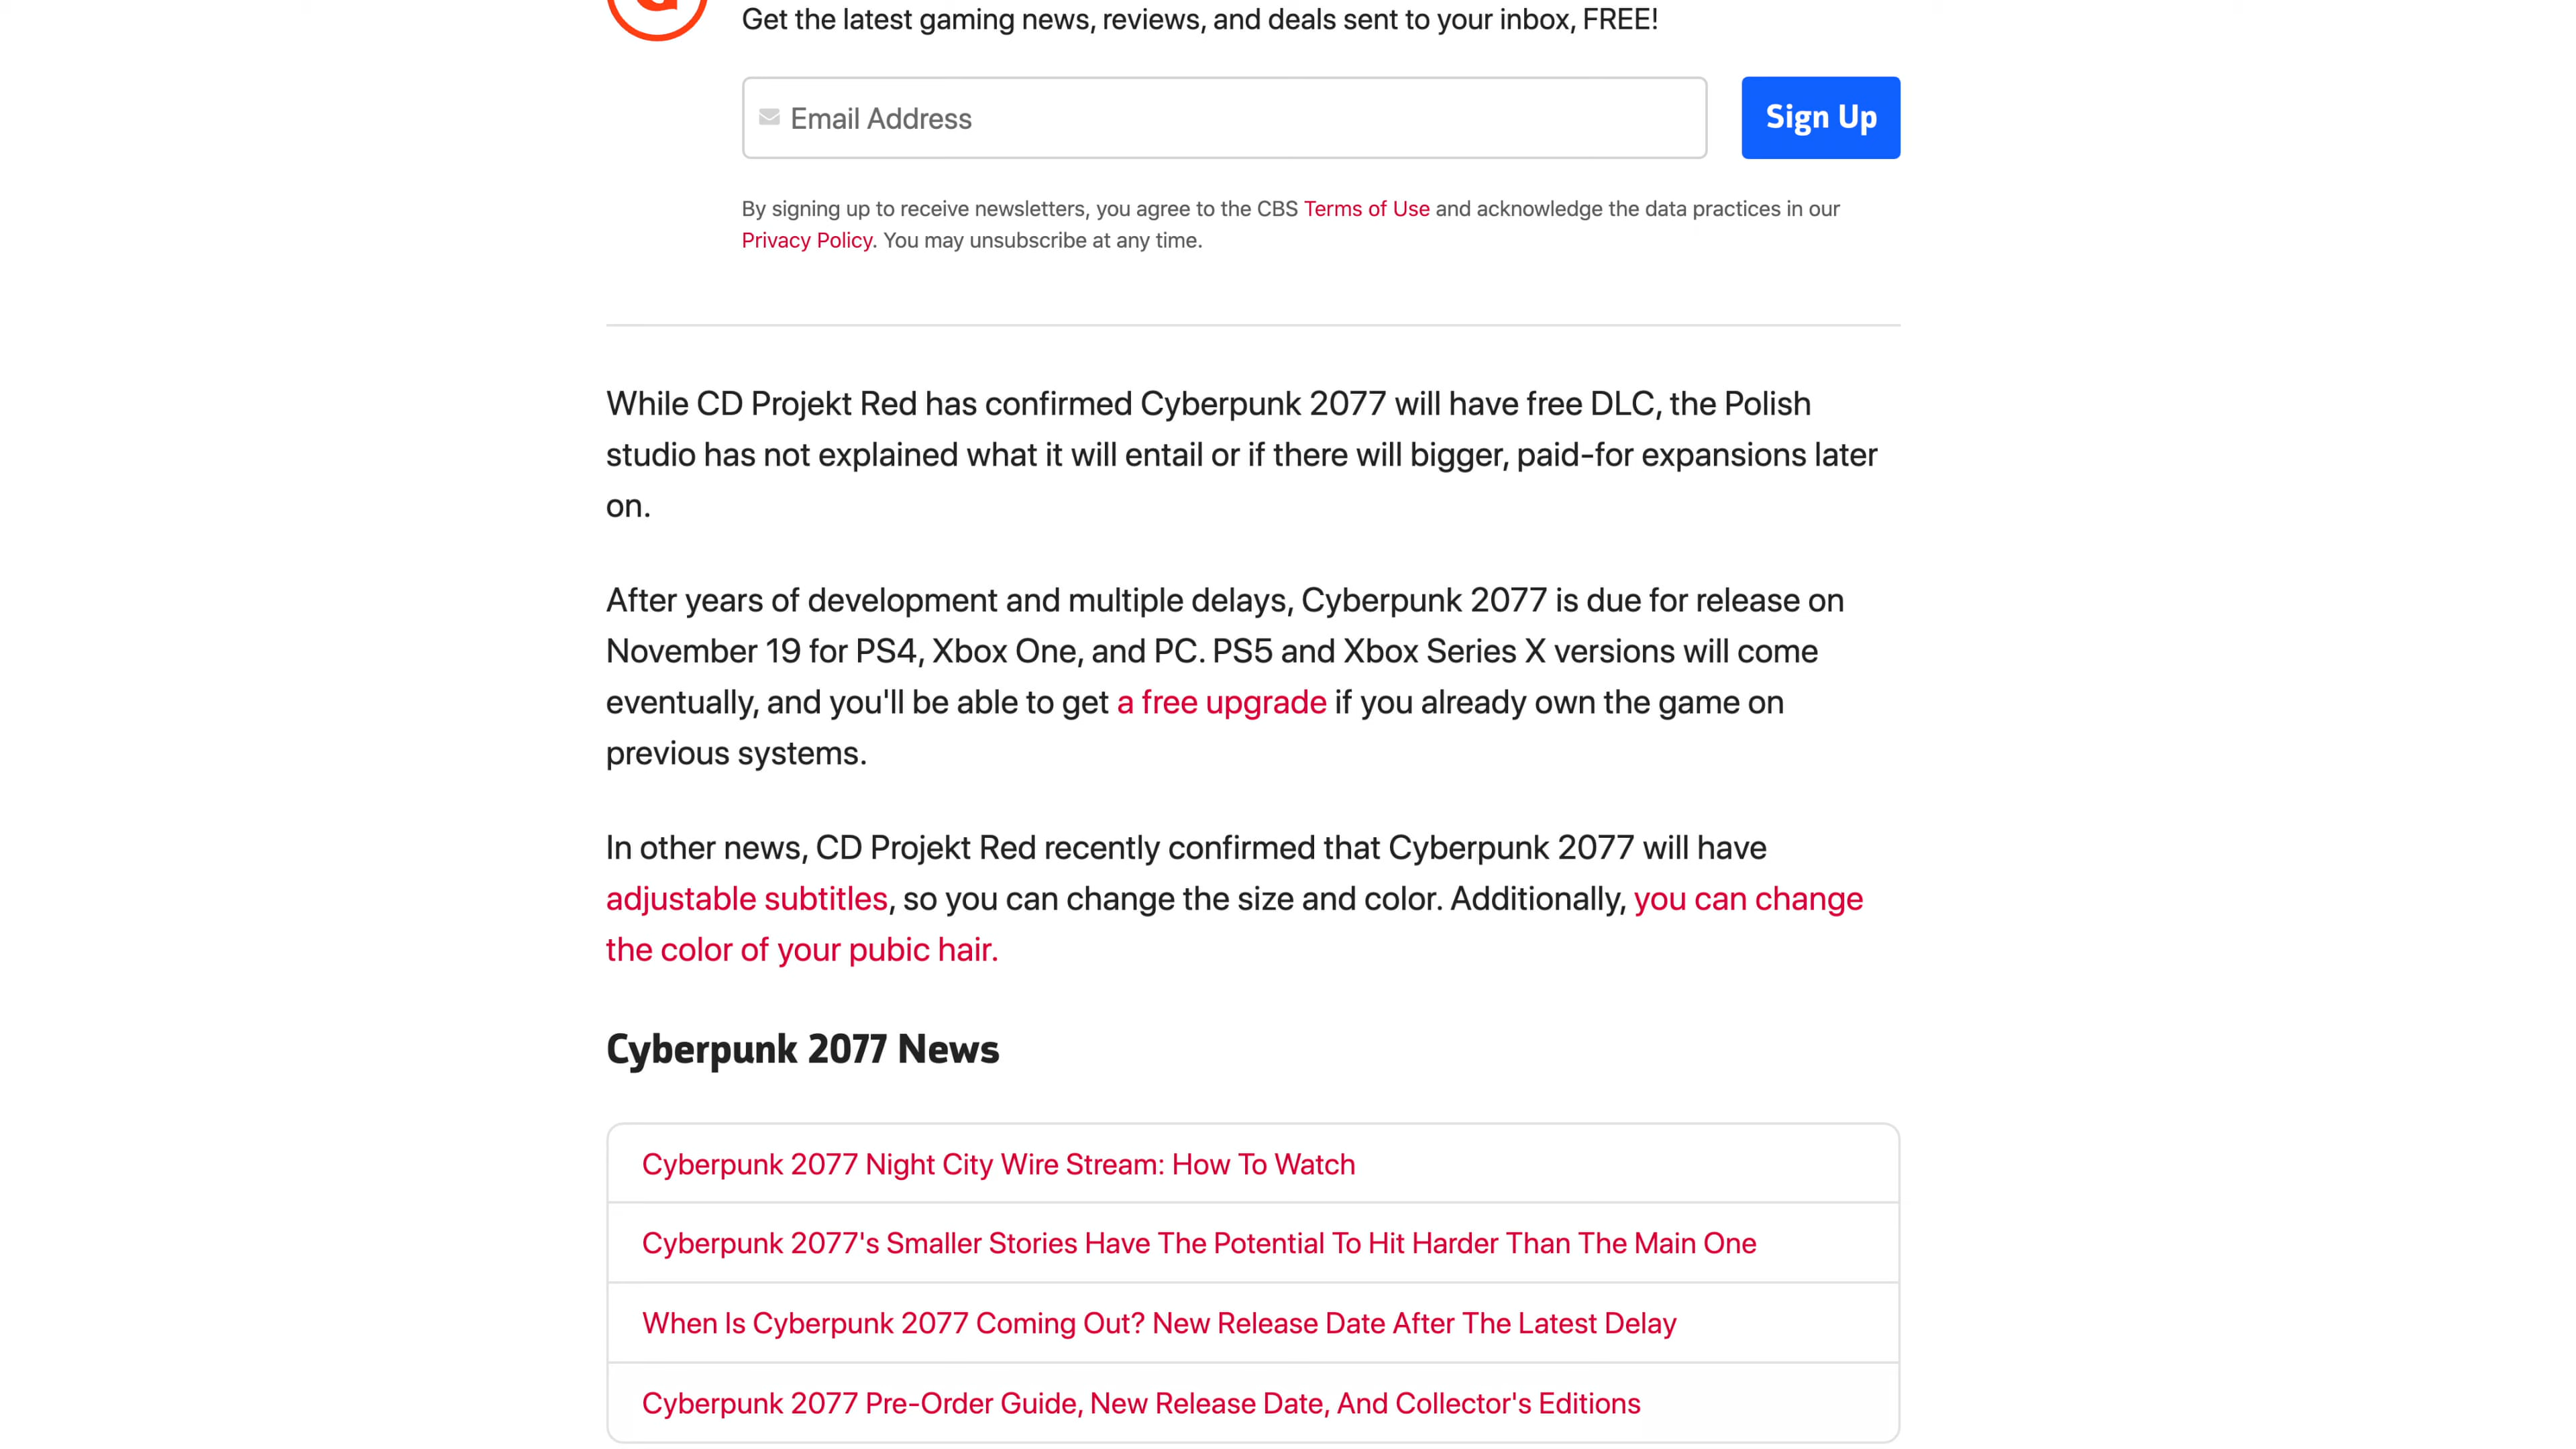 Get the latest gaming news, reviews, and deals sent to your inbox, FREE!
Email Address
Sign Up
By signing up to receive newsletters, you agree to the CBS Terms of Use and acknowledge the data practices in our
Privacy Policy. You may unsubscribe at any time.
While CD Projekt Red has confirmed Cyberpunk 2077 will have free DLC, the Polish
studio has not explained what it will entail or if there will bigger, paid-for expansions later
on.
After years of development and multiple delays, Cyberpunk 2077 is due for release on
November 19 for PS4, Xbox One, and PC. PS5 and Xbox Series X versions will come
eventually, and you'll be able to get a free upgrade if you already own the game on
previous systems.
In other news, CD Projekt Red recently confirmed that Cyberpunk 2077 will have
adjustable subtitles, so you can change the size and color. Additionally, you can change
the color of your pubic hair.
Cyberpunk 2077 News
Cyberpunk 2077 Night City Wire Stream: How To Watch
Cyberpunk 2077's Smaller Stories Have The Potential To Hit Harder Than The Main One
When Is Cyberpunk 2077 Coming Out? New Release Date After The Latest Delay
Cyberpunk 2077 Pre-Order Guide, New Release Date, And Collector's Editions